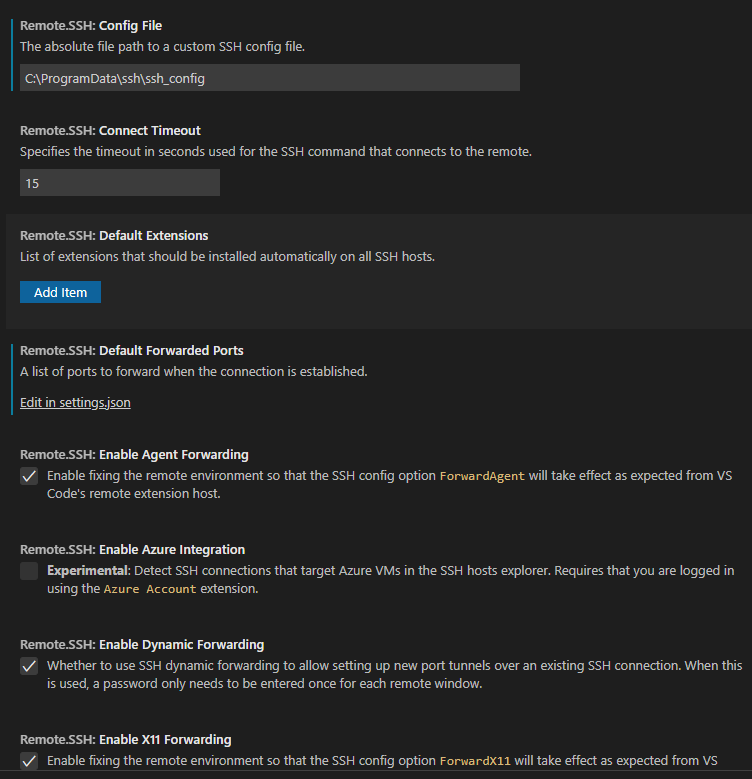 Remote.SSH: Config File
The absolute file path to a custom SSH config file.
C:\ProgramData\ssh\ssh_config
Remote.SSH: Connect Timeout
Specifies the timeout in seconds used for the SSH command that connects to the remote.
15
Remote.SSH: Default Extensions
List of extensions that should be installed automatically on all SSH hosts.
Add Item
Remote.SSH: Default Forwarded Ports
A list of ports to forward when the connection is established.
Edit in settings.json
Remote.SSH: Enable Agent Forwarding
Enable fixing the remote environment so that the SSH config option ForwardAgent will take effect as expected from VS
Code's remote extension host.
Remote.SSH: Enable Azure Integration
Experimental: Detect SSH connections that target Azure VMs in the SSH hosts explorer. Requires that you are logged in
using the Azure Account extension.
Remote.SSH: Enable Dynamic Forwarding
Whether to use SSH dynamic forwarding to allow setting up new port tunnels over an existing SSH connection. When this
is used, a password only needs to be entered once for each remote window.
Remote.SSH: Enable X11 Forwarding
Enable fixing the remote environment so that the SSH config option ForwardX11 will take effect as expected from VS